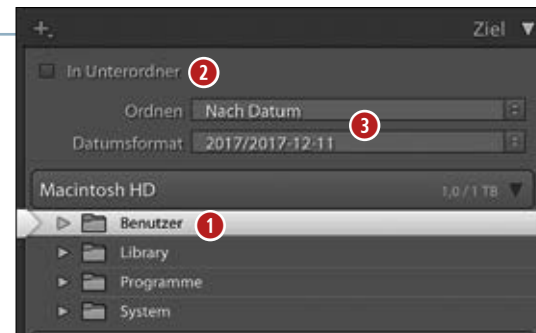 Ziel
In Unterordner 2
Ordnen Nach Datum
3
Datumsformat 2017/2017-12-11
Macintosh HD 1,0 / 1 TB
Benutzer 1
Library
Programme
System